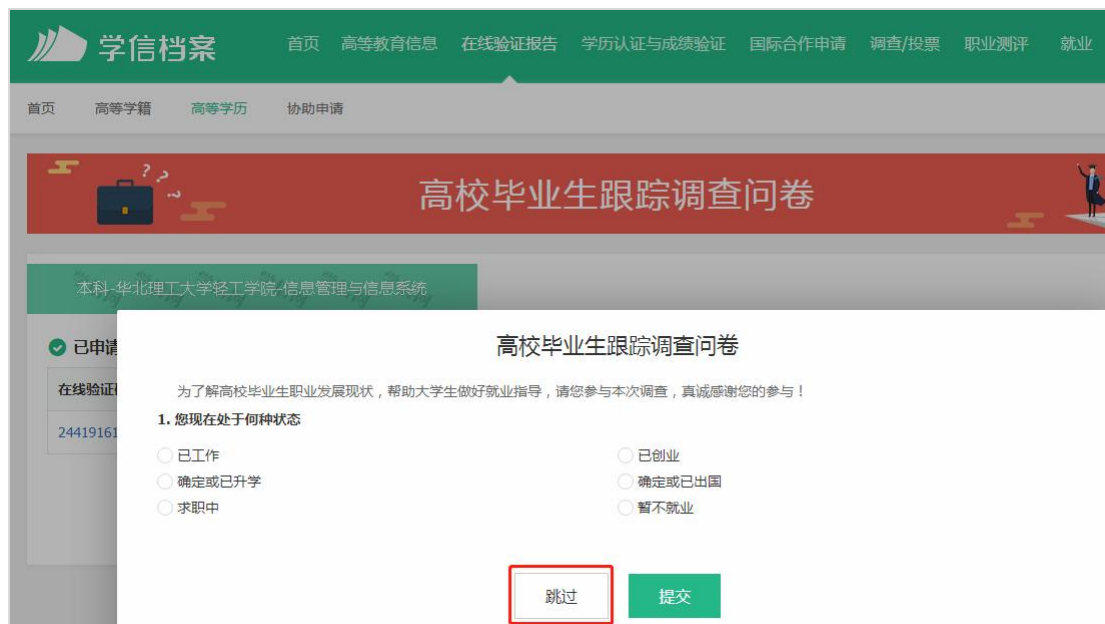 学信档案
首页 高等教育信息 在线验证报告 学历认证与成绩验证 国际合作申请 调查/投票 职业测评 就业
首页 高等学籍 高等学历 协助申请
? ? ?
高校毕业生跟踪调查问卷
本科-华北理工大学轻工学院-信息管理与信息系统
已申请
在线验证
24419161
高校毕业生跟踪调查问卷
为了解高校毕业生职业发展现状，帮助大学生做好就业指导，请您参与本次调查，真诚感谢您的参与！
1. 您现在处于何种状态
已工作 已创业
确定或已升学 确定或已出国
求职中 暂不就业
跳过 提交